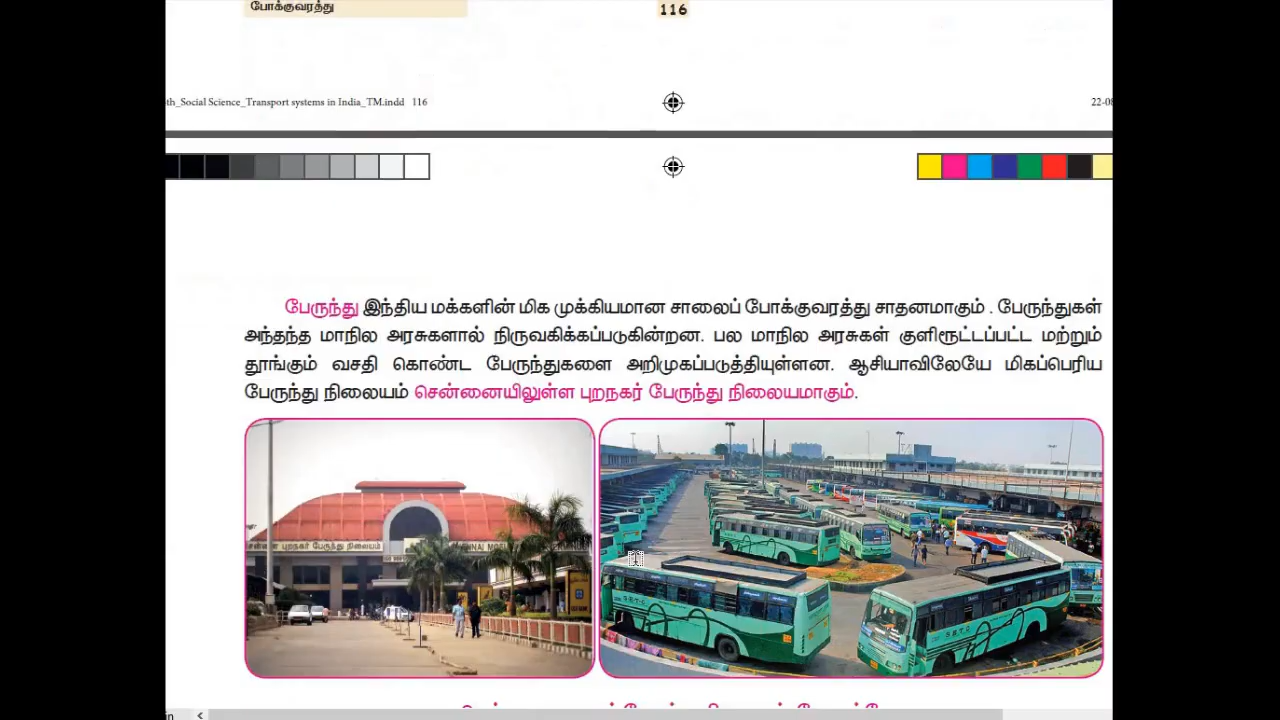 போக்குவரத்து
116
th_Social Science_Transport systems in India_TM.indd 116
22-08
பேருந்து இந்திய மக்களின் மிக முக்கியமான சாலைப் போக்குவரத்து சாதனமாகும் . பேருந்துகள்
அந்தந்த மாநில அரசுகளால் நிருவகிக்கப்படுகின்றன. பல மாநில அரசுகள் குளிரூட்டப்பட்ட மற்றும்
தூங்கும் வசதி கொண்ட பேருந்துகளை அறிமுகப்படுத்தியுள்ளன. ஆசியாவிலேயே மிகப்பெரிய
பேருந்து நிலையம் சென்னையிலுள்ள புறநகர் பேருந்து நிலையமாகும்.
சென்னை புறநகர் பேருந்து நிலையம்
SETC
SETC